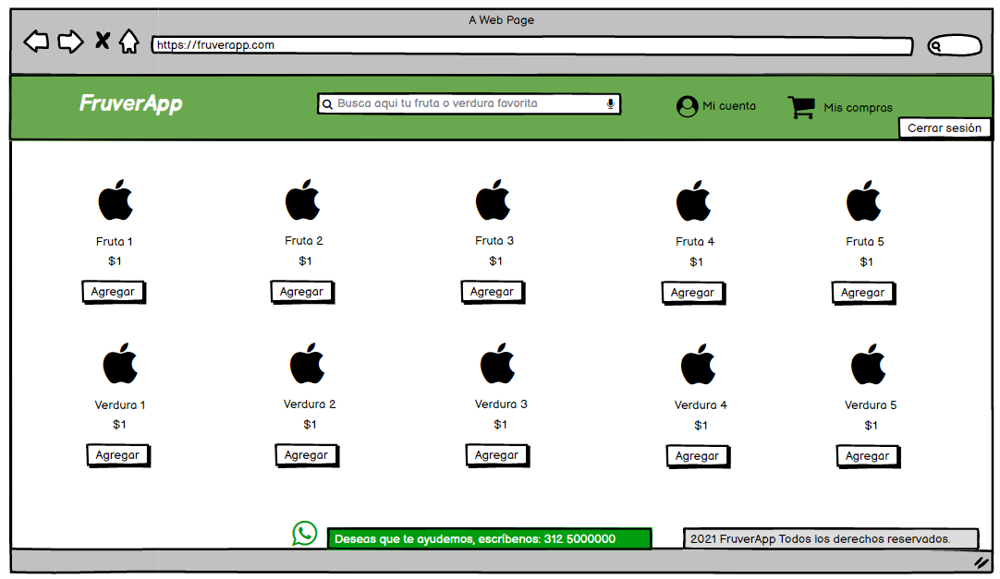 A Web Page
https://fruverapp.com
FruverApp
Busca aqui tu fruta o verdura favorita
Mi cuenta
Mis compras
Cerrar sesión
Fruta 1
Fruta 2
Fruta 3
Fruta 4
Fruta 5
$1
$1
$1
$1
$1
Agregar
Agregar
Agregar
Agregar
Agregar
Verdura 1
Verdura 2
Verdura 3
Verdura 4
Verdura 5
$1
$1
$1
$1
$1
Agregar
Agregar
Agregar
Agregar
Agregar
Deseas que te ayudemos, escríbenos: 312 5000000
2021 FruverApp Todos los derechos reservados.